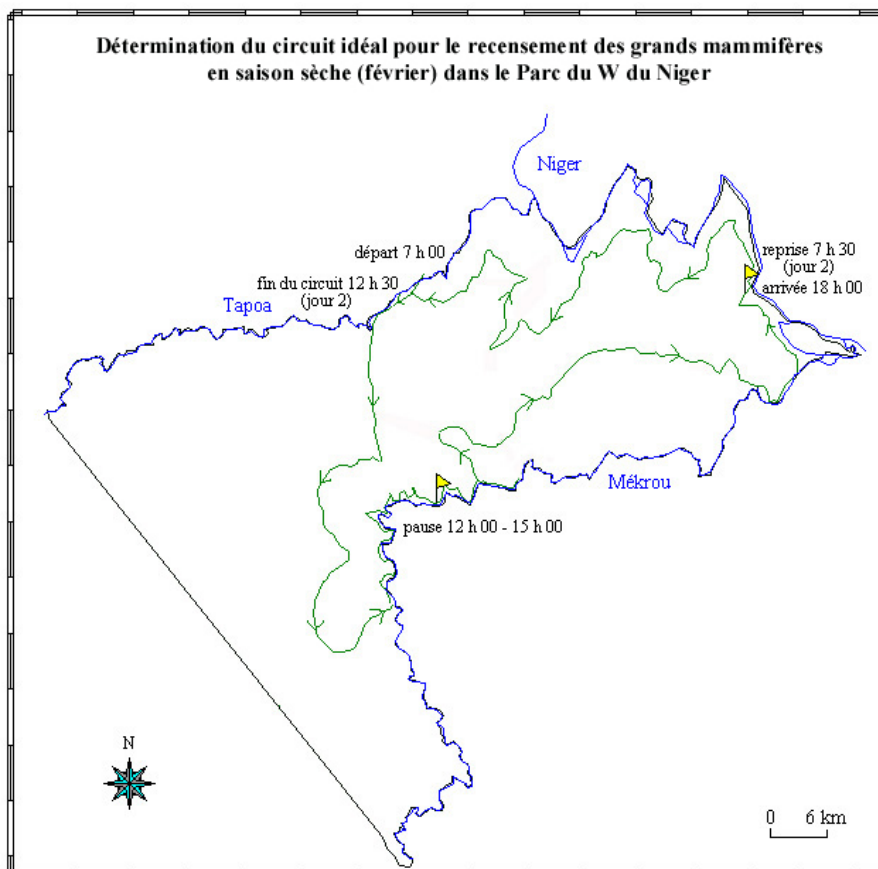 Détermination du circuit idéal pour le recensement des grands mammifères
en saison sèche (février) dans le Parc du W du Niger
Niger
départ 7 h 00
reprise 7 h 30
(jour 2)
arrivée 18 h 00
fin du circuit 12 h 30
(jour 2)
Tapoa
Mékrou
pause 12 h 00 - 15 h 00
N
0 6 km